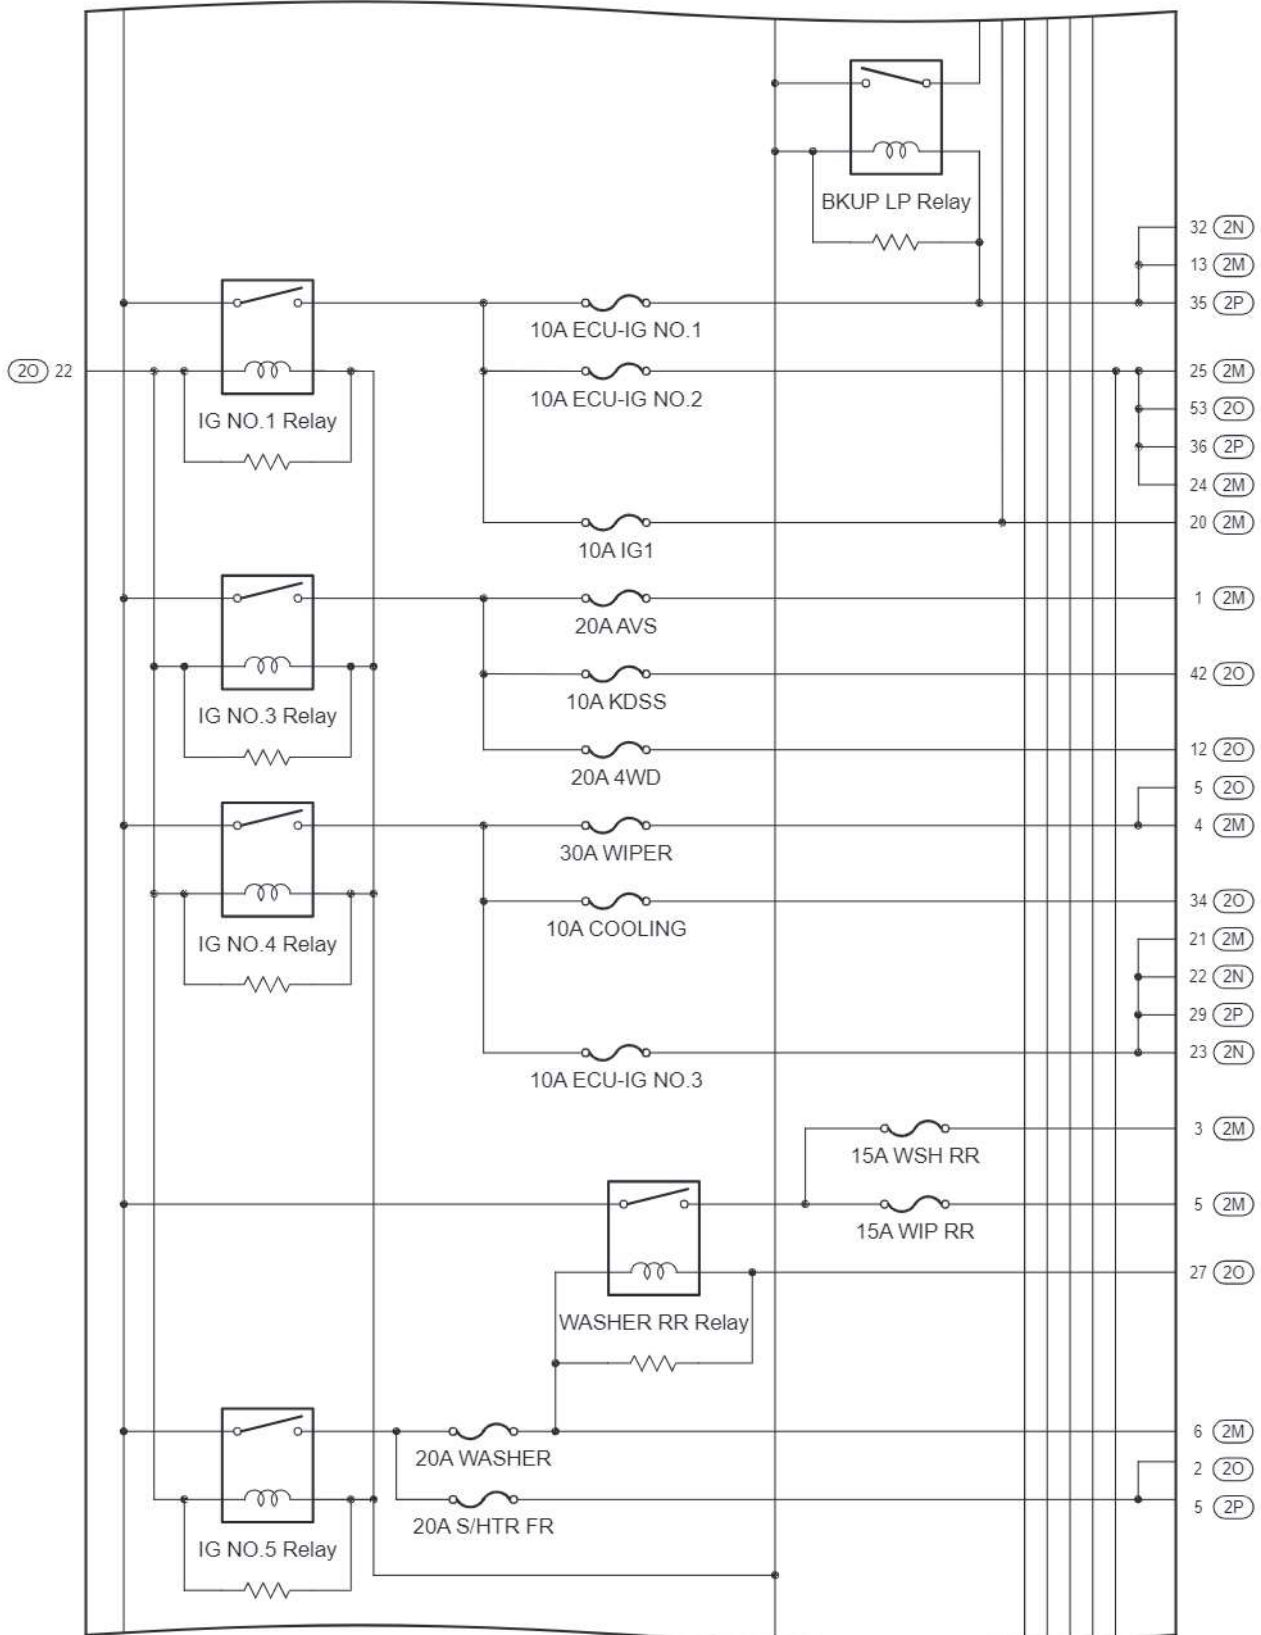 BKUP LP Relay
32 2N
13 2M
10A ECU-IG NO.1
35 2P
2O 22
IG NO.1 Relay
10A ECU-IG NO.2
25 2M
53 2O
36 2P
24 2M
10A IG1
20 2M
IG NO.3 Relay
20A AVS
1 2M
10A KDSS
42 2O
20A 4WD
12 2O
5 2O
30A WIPER
4 2M
IG NO.4 Relay
10A COOLING
34 2O
21 2M
22 2N
29 2P
10A ECU-IG NO.3
23 2N
15A WSH RR
3 2M
15A WIP RR
5 2M
27 2O
WASHER RR Relay
20A WASHER
6 2M
2 2O
20A S/HTR FR
5 2P
IG NO.5 Relay